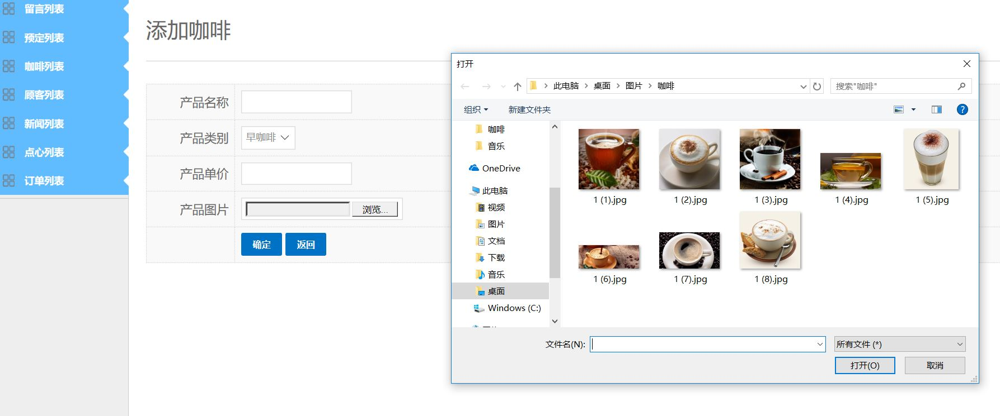 留言列表
预定列表
咖啡列表
顾客列表
新闻列表
点心列表
订单列表
添加咖啡
产品名称
产品类别
早咖啡
产品单价
产品图片
浏览...
确定
返回
打开
此电脑 > 桌面 > 图片 > 咖啡
搜索"咖啡"
组织
新建文件夹
咖啡
音乐
OneDrive
此电脑
视频
图片
文档
下载
音乐
桌面
Windows (C:)
1 (1).jpg
1 (2).jpg
1 (3).jpg
1 (4).jpg
1 (5).jpg
1 (6).jpg
1 (7).jpg
1 (8).jpg
文件名(N):
所有文件 (*)
打开(O)
取消